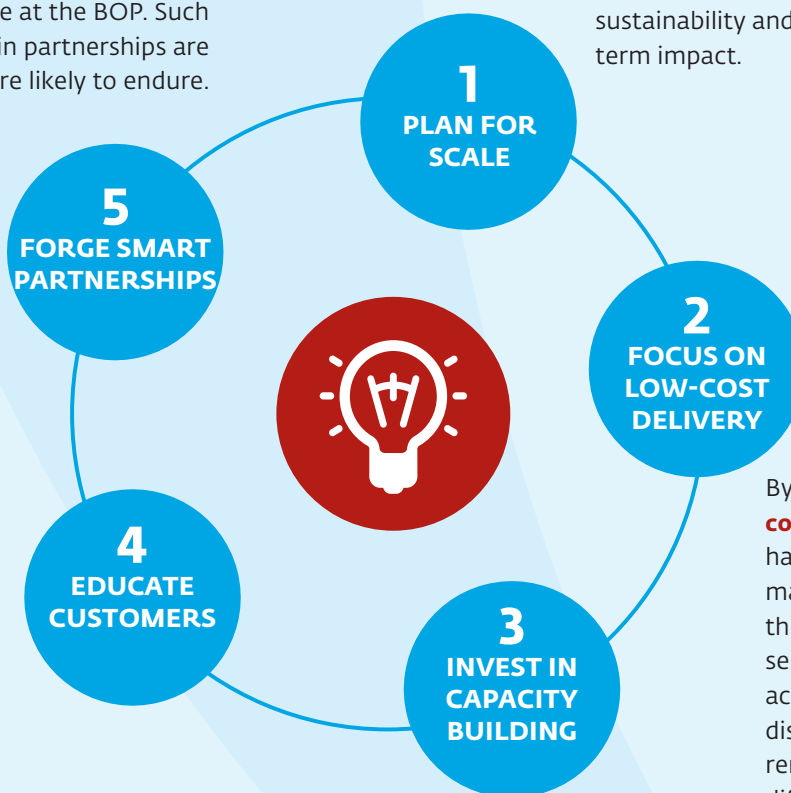 e at the BOP. Such
in partnerships are
re likely to endure.
sustainability and
term impact.
1
PLAN FOR
SCALE
2
FOCUS ON
LOW-COST
DELIVERY
3
INVEST IN
CAPACITY
BUILDING
4
EDUCATE
CUSTOMERS
5
FORGE SMART
PARTNERSHIPS
By
co
ha
ma
th
se
ac
dis
re